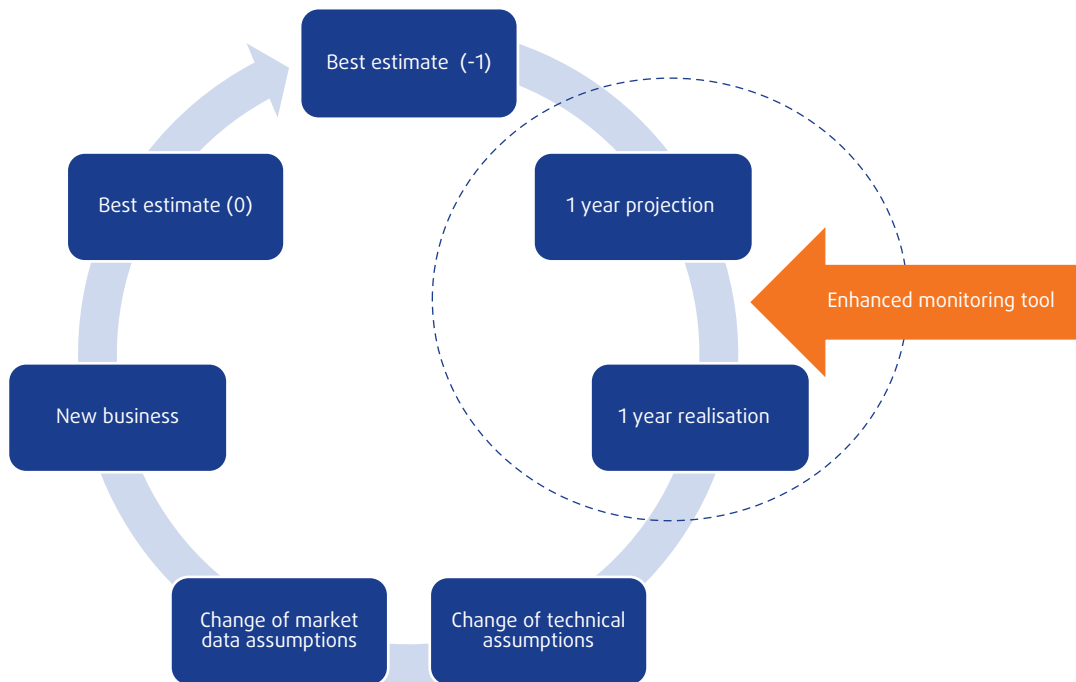 Best estimate (-1)
1 year projection
Enhanced monitoring tool
1 year realisation
Change of technical
assumptions
Change of market
data assumptions
New business
Best estimate (0)